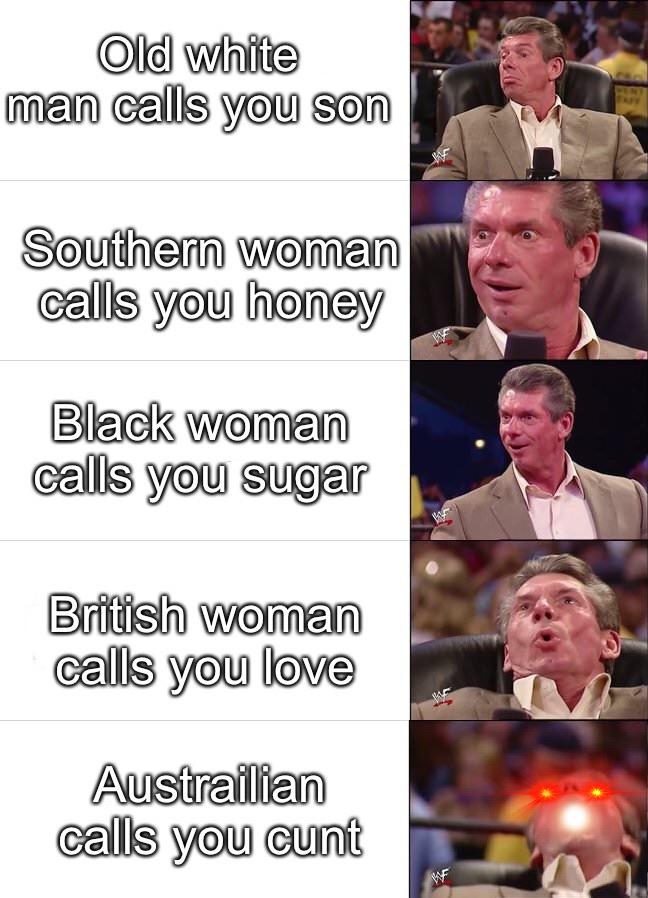 Old white
man calls you son
Southern woman
calls you honey
Black woman
calls you sugar
British woman
calls you love
Austrailian
calls you cunt